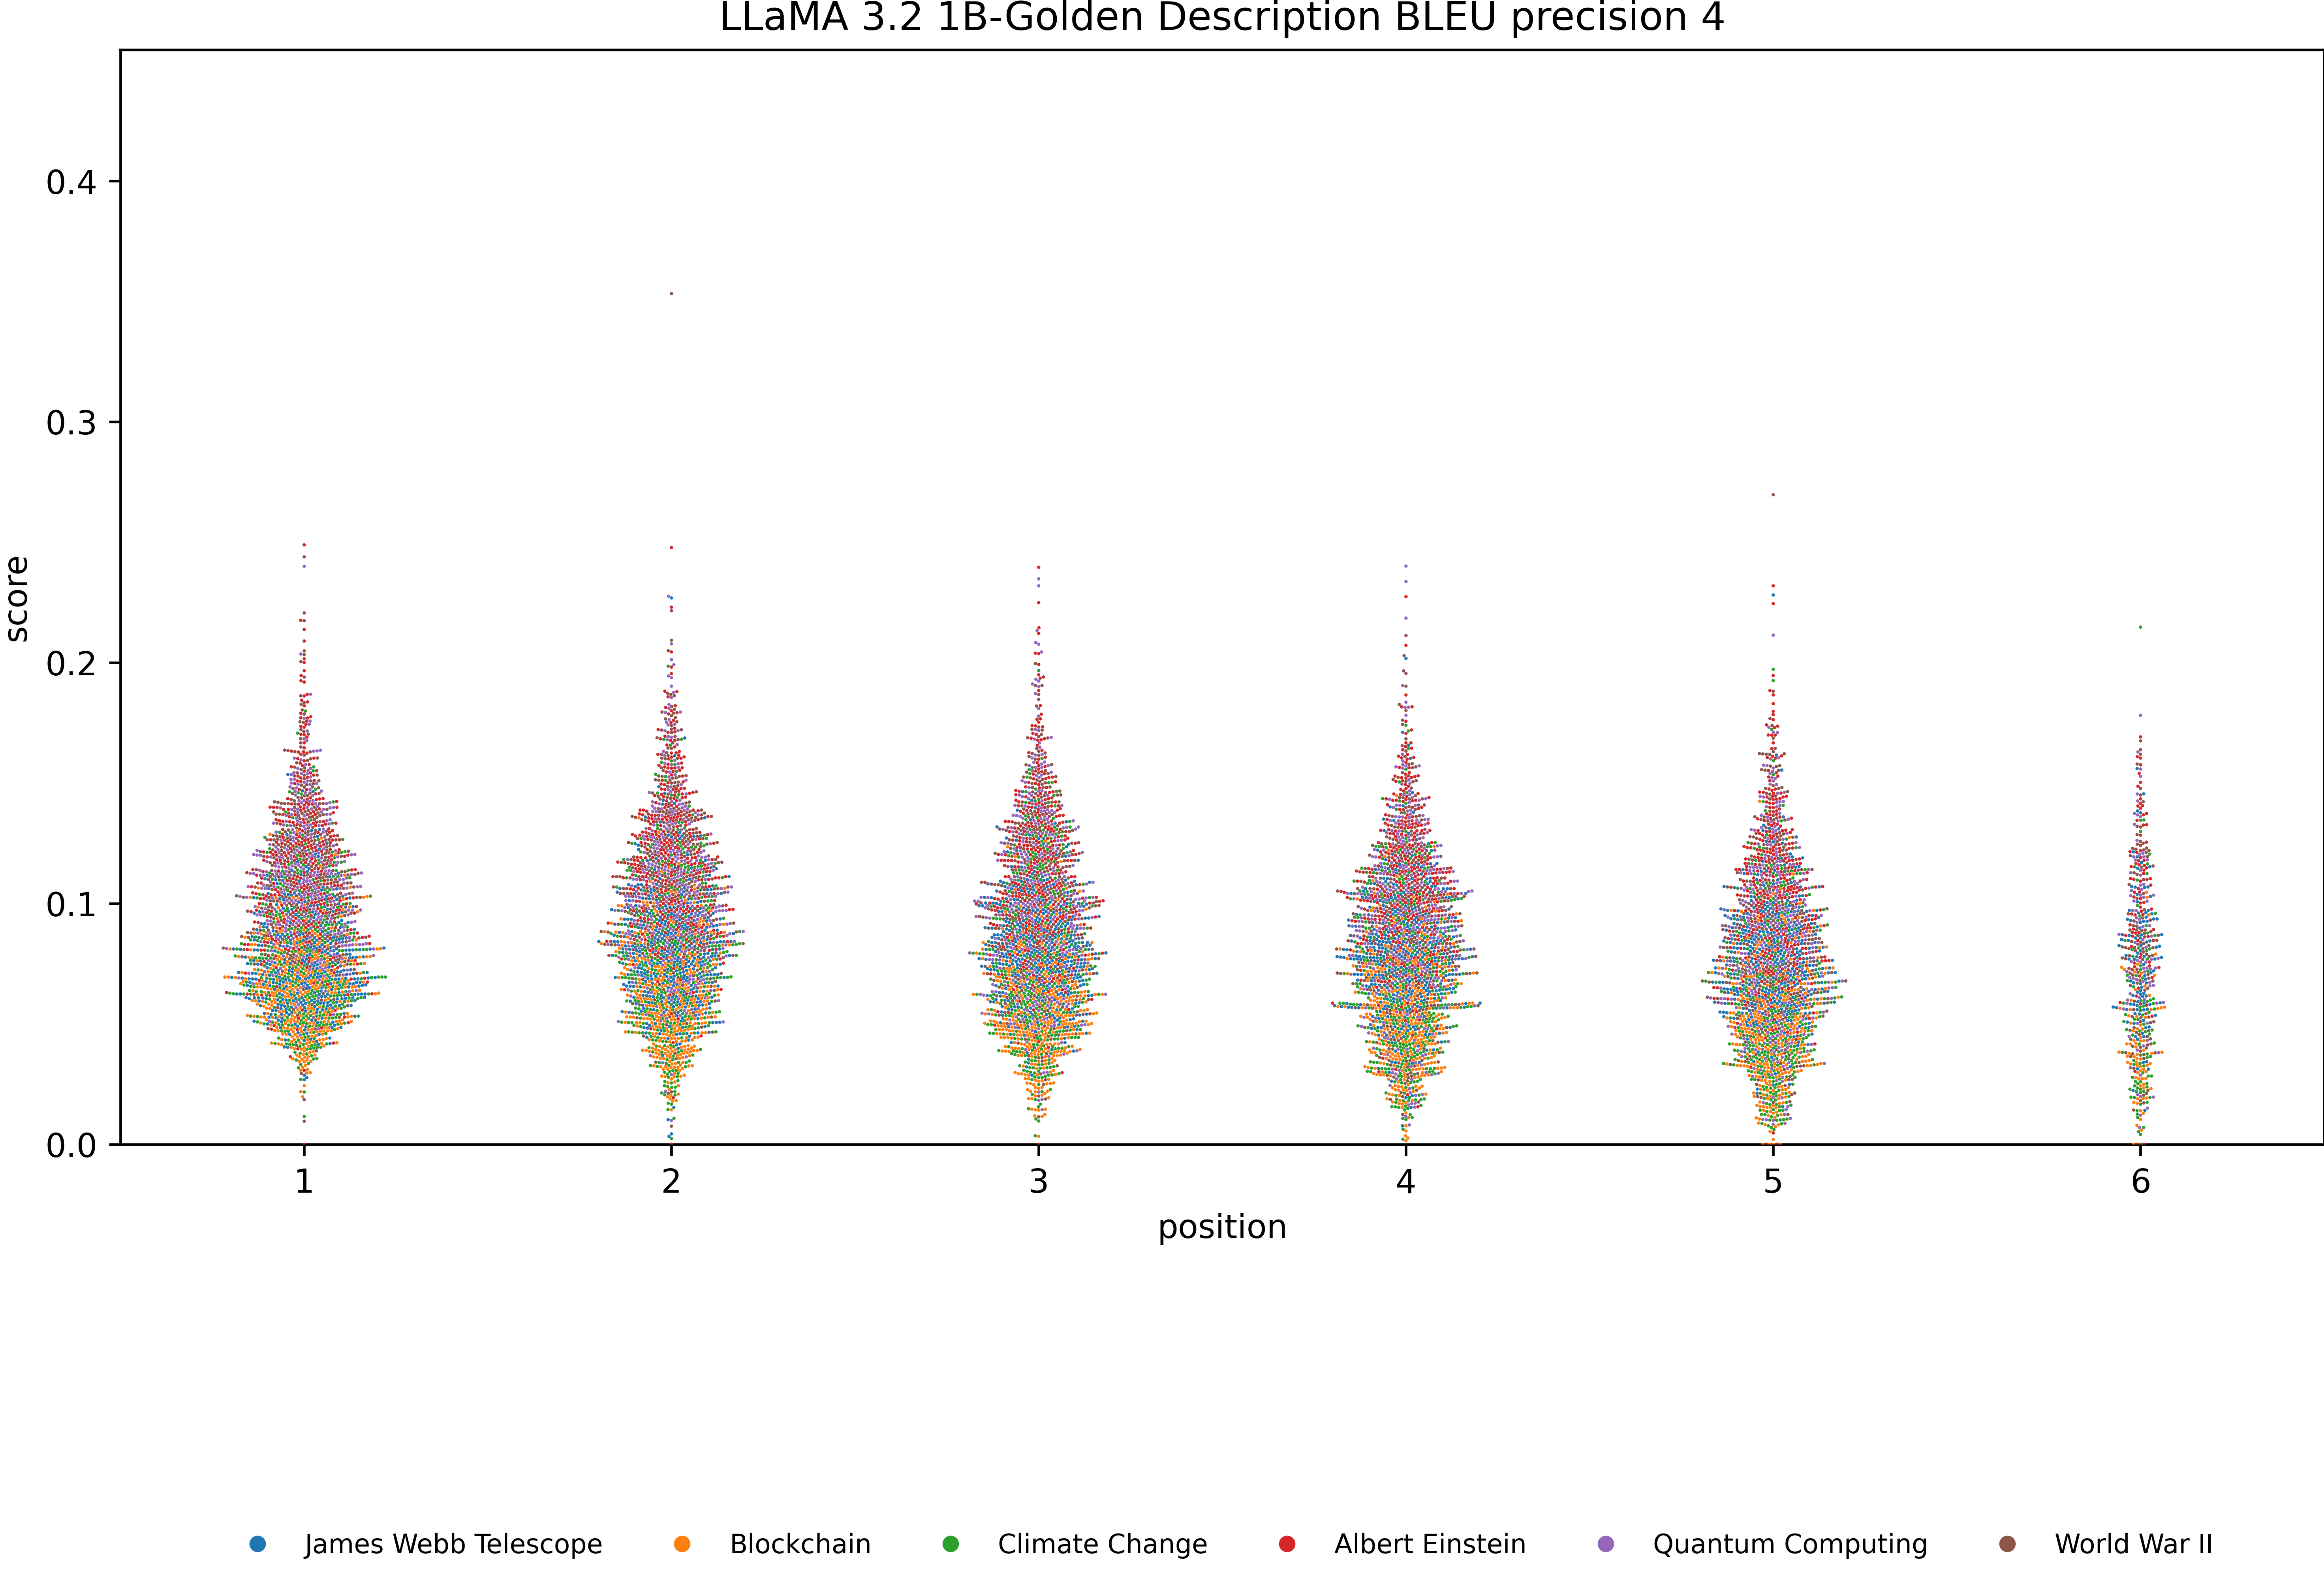 LLaMA 3.2 1B-Golden Description BLEU precision 4
score
0.4
0.3
0.2
0.1
0.0
1 2 3 4 5 6
position
James Webb Telescope Blockchain Climate Change Albert Einstein Quantum Computing World War II